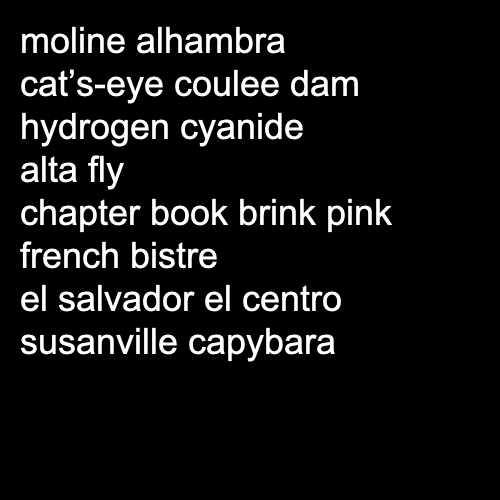 moline alhambra
cat’s-eye coulee dam
hydrogen cyanide
alta fly
chapter book brink pink
french bistre
el salvador el centro
susanville capybara